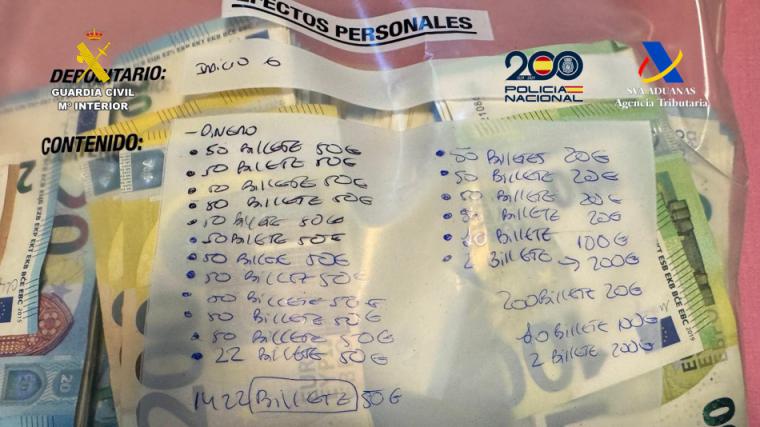 EFECTOS PERSONALES
DEPOSITARIO: INDICIO 6
GUARDIA CIVIL
Mº INTERIOR
200
POLICÍA
NACIONAL
SVA ADUANAS
Agencia Tributaria
CONTENIDO:
- DINERO
• 50 BILLETE 50€
• 50 BILLETE 50€
• 50 BILLETE 50€
• 50 BILLETE 50€
• 50 BILLETE 50€
• 50 BILLETE 50€
• 50 BILLETE 50€
• 50 BILLETE 50€
• 50 BILLETE 50€
• 50 BILLETE 50€
• 50 BILLETE 50€
• 22 BILLETE 50€
BILLETE 50€
• 50 BILLETES 20€
• 50 BILLETE 20€
• 50 BILLETE 20€
• 50 BILLETE 20€
BILLETE 100€
• 2 BILLETE → 200€
200 BILLETE 20€
BILLETE 100€
2 BILLETE 200€